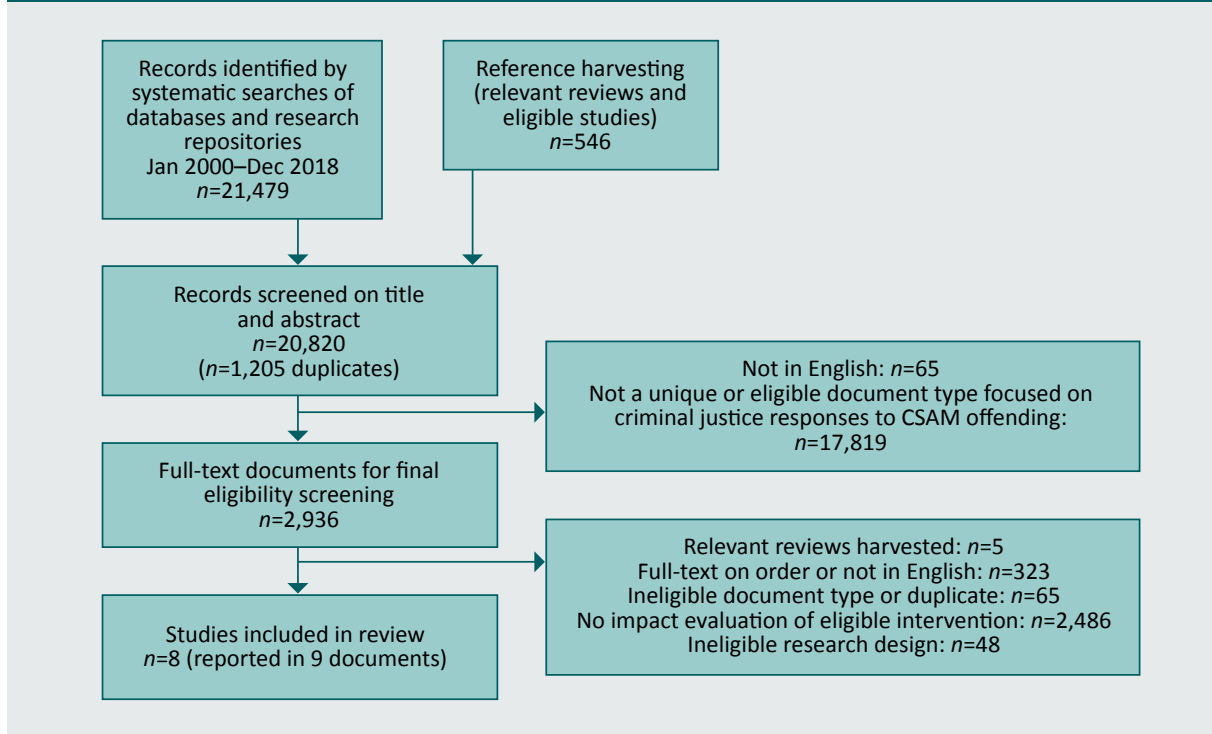 Records identified by
systematic searches of
databases and research
repositories
Jan 2000–Dec 2018
n=21,479
Reference harvesting
(relevant reviews and
eligible studies)
n=546
Records screened on title
and abstract
n=20,820
(n=1,205 duplicates)
Not in English: n=65
Not a unique or eligible document type focused on
criminal justice responses to CSAM offending:
n=17,819
Full-text documents for final
eligibility screening
n=2,936
Relevant reviews harvested: n=5
Full-text on order or not in English: n=323
Ineligible document type or duplicate: n=65
No impact evaluation of eligible intervention: n=2,486
Ineligible research design: n=48
Studies included in review
n=8 (reported in 9 documents)